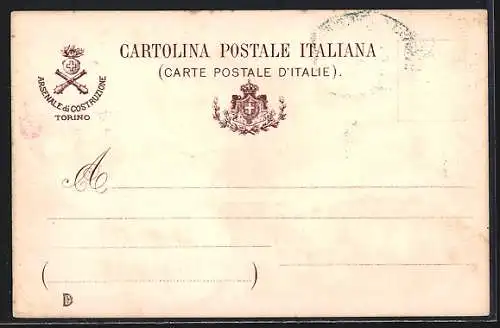 CARTOLINA POSTALE ITALIANA
(CARTE POSTALE D'ITALIE).
ARSENALE di COSTRUZIONE
TORINO
A
( )
D